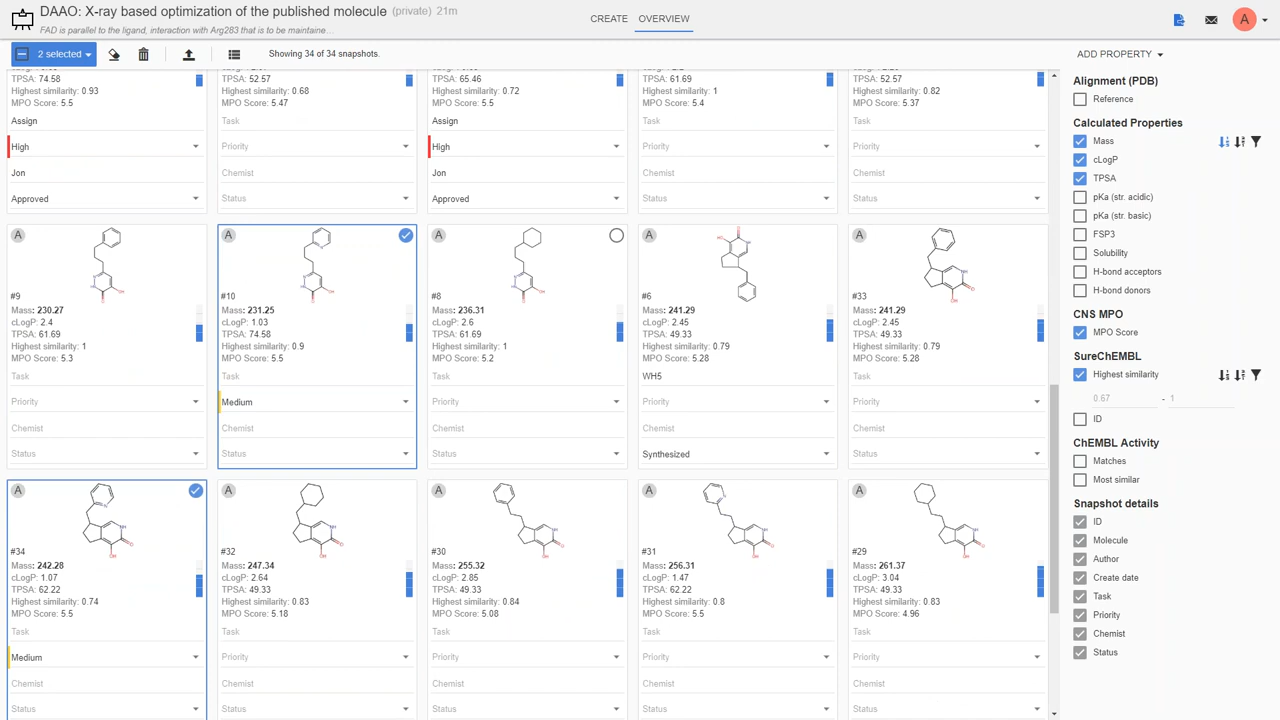 DAAO: X-ray based optimization of the published molecule (private) 21m
FAD is parallel to the ligand, interaction with Arg283 that is to be maintaine…
CREATE OVERVIEW
A
2 selected
Showing 34 of 34 snapshots.
ADD PROPERTY
TPSA: 74.58
Highest similarity: 0.93
MPO Score: 5.5
Assign
High
Jon
Approved
TPSA: 52.57
Highest similarity: 0.68
MPO Score: 5.47
Task
Priority
Chemist
Status
TPSA: 65.46
Highest similarity: 0.72
MPO Score: 5.5
Assign
High
Jon
Approved
TPSA: 61.69
Highest similarity: 1
MPO Score: 5.4
Task
Priority
Chemist
Status
TPSA: 52.57
Highest similarity: 0.82
MPO Score: 5.37
Task
Priority
Chemist
Status
A
#9
Mass: 230.27
cLogP: 2.4
TPSA: 61.69
Highest similarity: 1
MPO Score: 5.3
Task
Priority
Chemist
Status
A
#10
Mass: 231.25
cLogP: 1.03
TPSA: 74.58
Highest similarity: 0.9
MPO Score: 5.5
Task
Medium
Chemist
Status
A
#8
Mass: 236.31
cLogP: 2.6
TPSA: 61.69
Highest similarity: 1
MPO Score: 5.2
Task
Priority
Chemist
Status
A
#6
Mass: 241.29
cLogP: 2.45
TPSA: 49.33
Highest similarity: 0.79
MPO Score: 5.28
WH5
Priority
Chemist
Synthesized
A
#33
Mass: 241.29
cLogP: 2.45
TPSA: 49.33
Highest similarity: 0.79
MPO Score: 5.28
Task
Priority
Chemist
Status
A
#34
Mass: 242.28
cLogP: 1.07
TPSA: 62.22
Highest similarity: 0.74
MPO Score: 5.5
Task
Medium
Chemist
Status
A
#32
Mass: 247.34
cLogP: 2.64
TPSA: 49.33
Highest similarity: 0.83
MPO Score: 5.18
Task
Priority
Chemist
Status
A
#30
Mass: 255.32
cLogP: 2.85
TPSA: 49.33
Highest similarity: 0.84
MPO Score: 5.08
Task
Priority
Chemist
Status
A
#31
Mass: 256.31
cLogP: 1.47
TPSA: 62.22
Highest similarity: 0.8
MPO Score: 5.5
Task
Priority
Chemist
Status
A
#29
Mass: 261.37
cLogP: 3.04
TPSA: 49.33
Highest similarity: 0.83
MPO Score: 4.96
Task
Priority
Chemist
Status
Alignment (PDB)
Reference
Calculated Properties
Mass
cLogP
TPSA
pKa (str. acidic)
pKa (str. basic)
FSP3
Solubility
H-bond acceptors
H-bond donors
CNS MPO
MPO Score
SureChEMBL
Highest similarity
0.67 - 1
ID
ChEMBL Activity
Matches
Most similar
Snapshot details
ID
Molecule
Author
Create date
Task
Priority
Chemist
Status